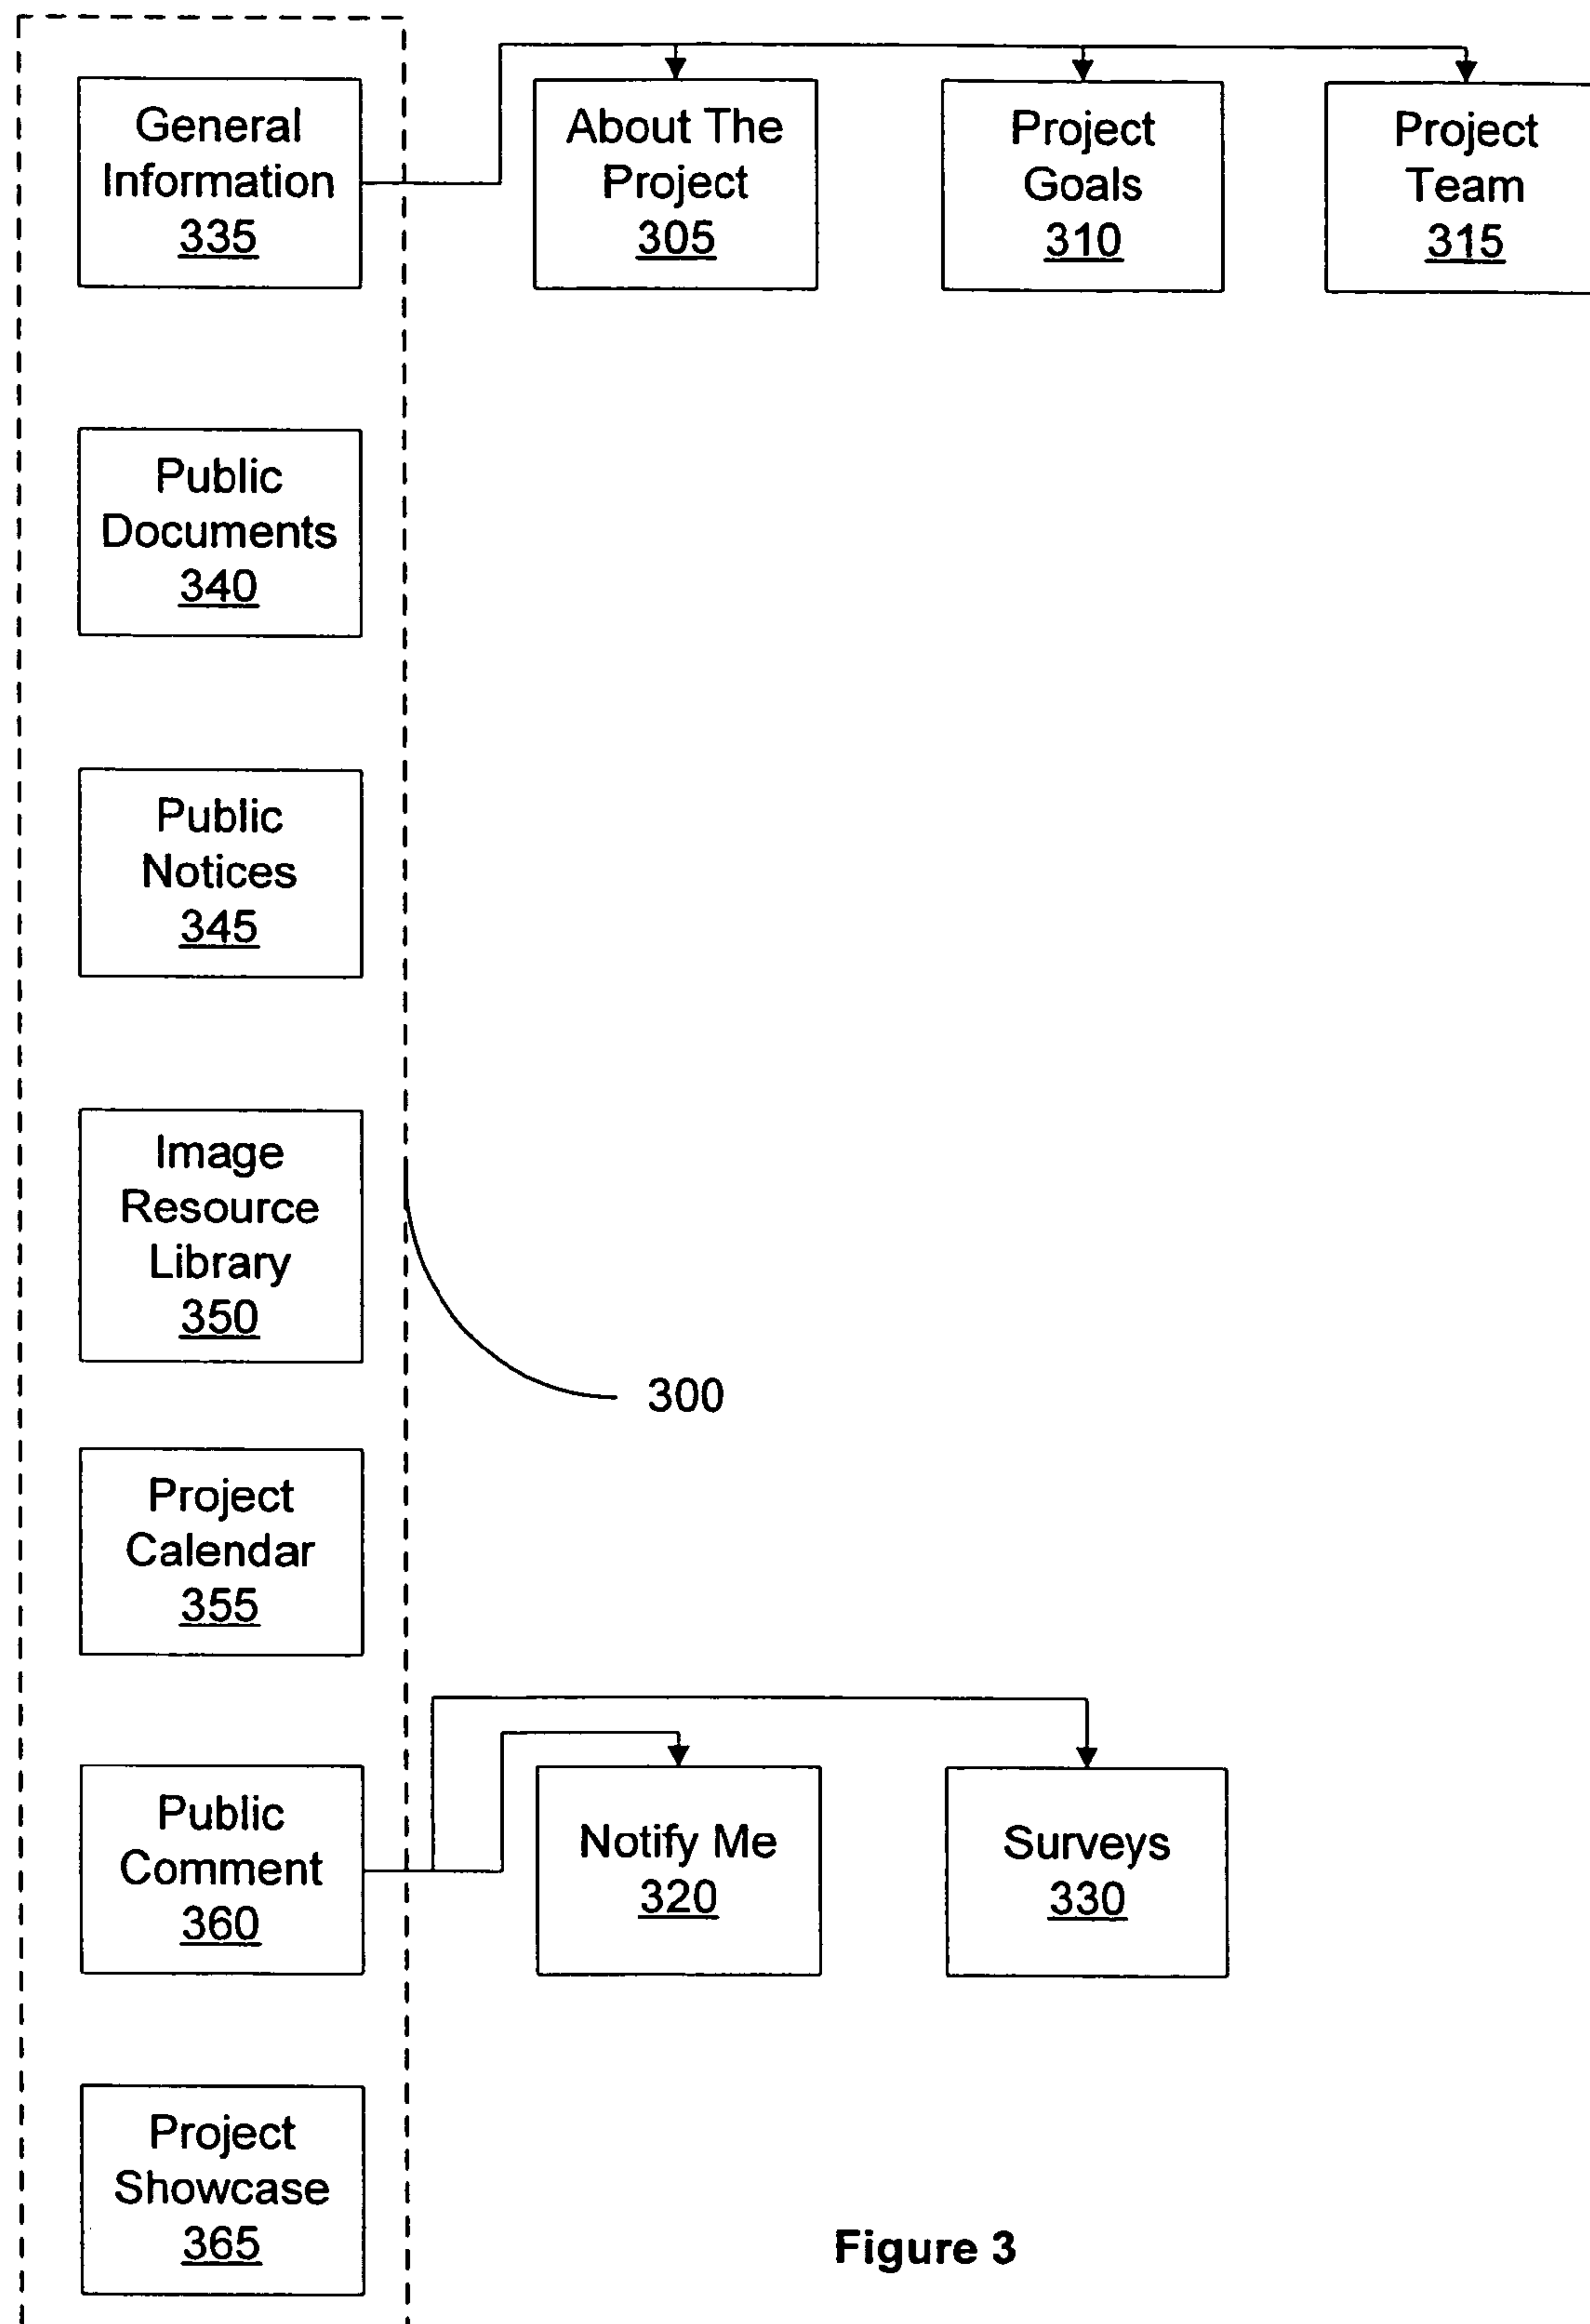 General
Information
335
About The
Project
305
Project
Goals
310
Project
Team
315
Public
Documents
340
Public
Notices
345
Image
Resource
Library
350
300
Project
Calendar
355
Public
Comment
360
Notify Me
320
Surveys
330
Project
Showcase
365
Figure 3